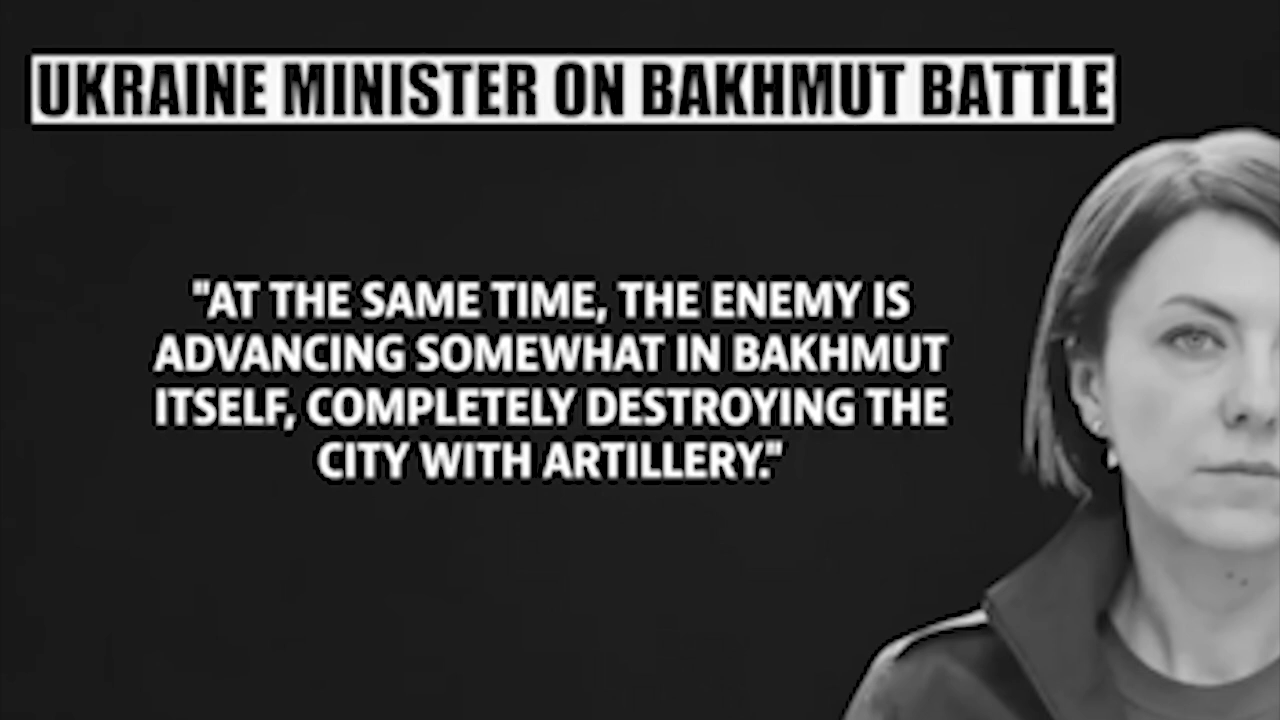 UKRAINE MINISTER ON BAKHMUT BATTLE
"AT THE SAME TIME, THE ENEMY IS
ADVANCING SOMEWHAT IN BAKHMUT
ITSELF, COMPLETELY DESTROYING THE
CITY WITH ARTILLERY."